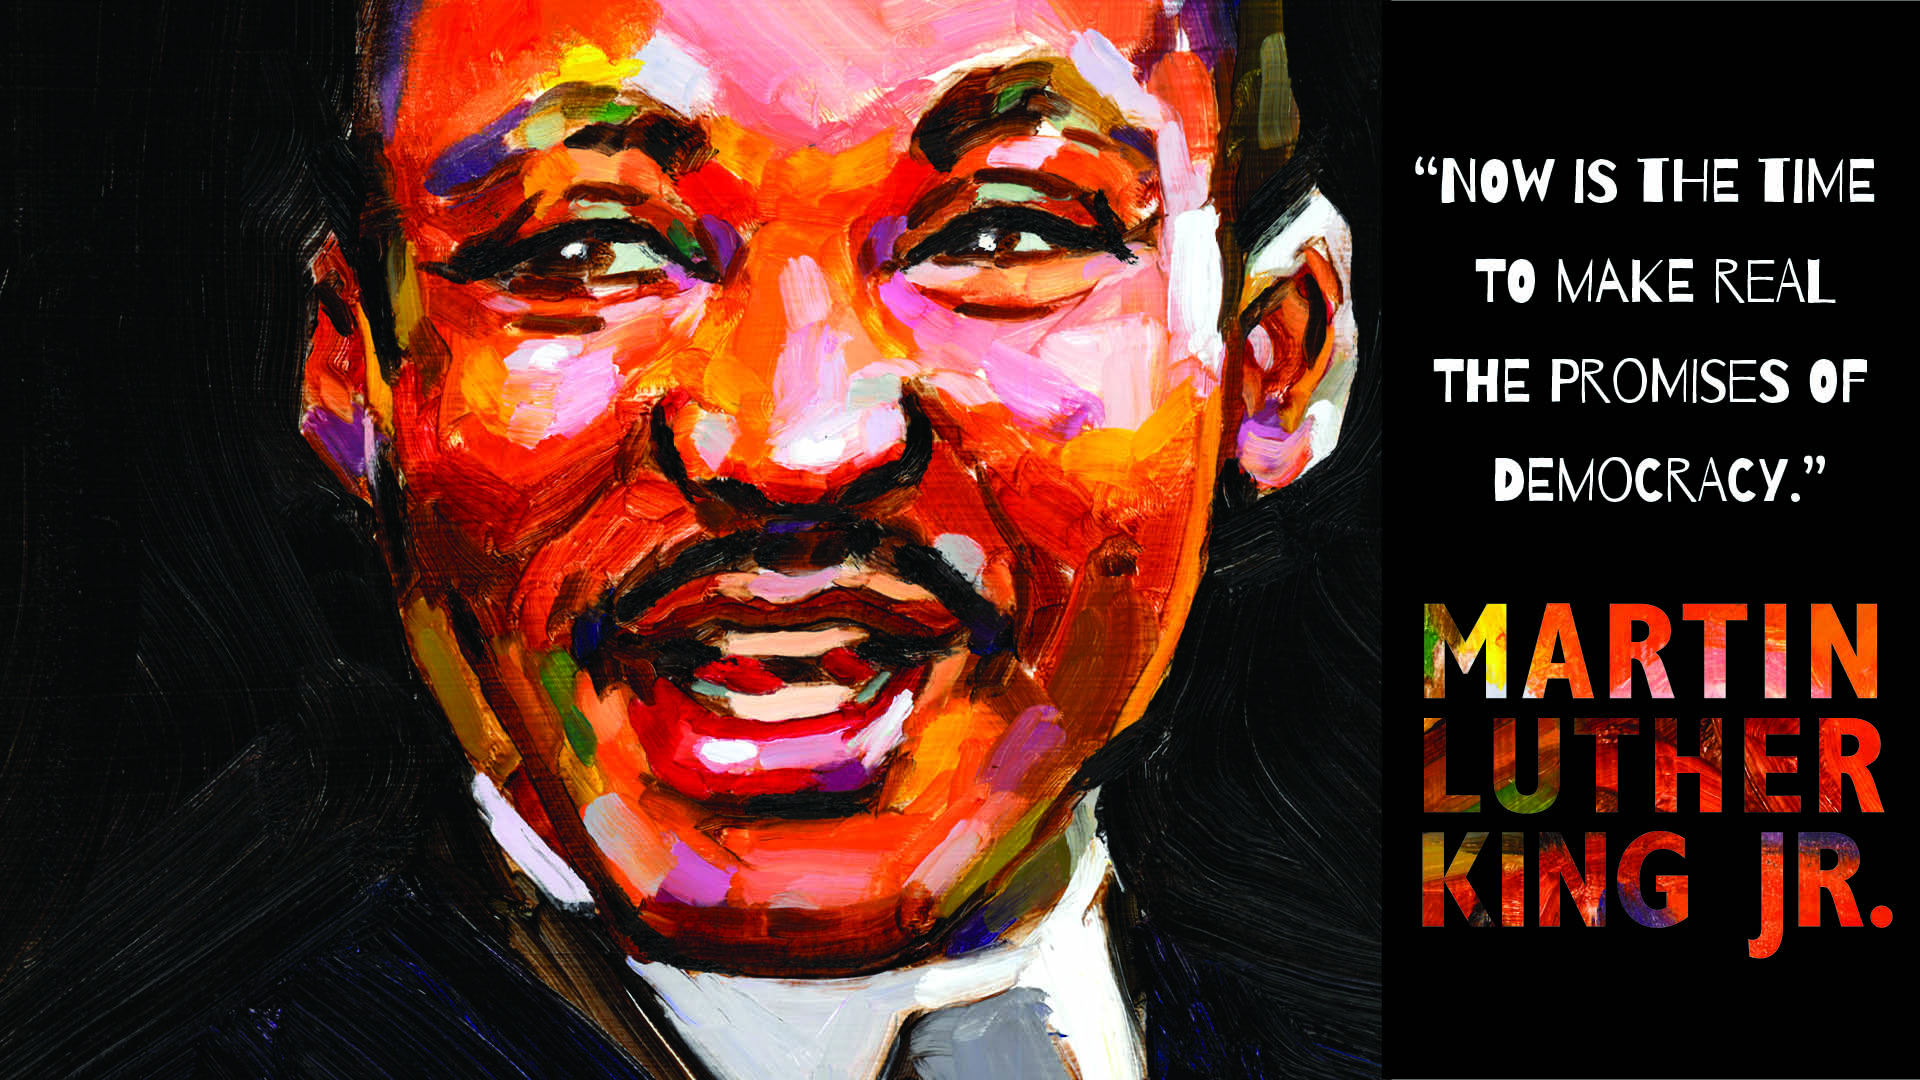 “NOW IS THE TIME
TO MAKE REAL
THE PROMISES OF
DEMOCRACY.”
MARTIN
LUTHER
KING JR.